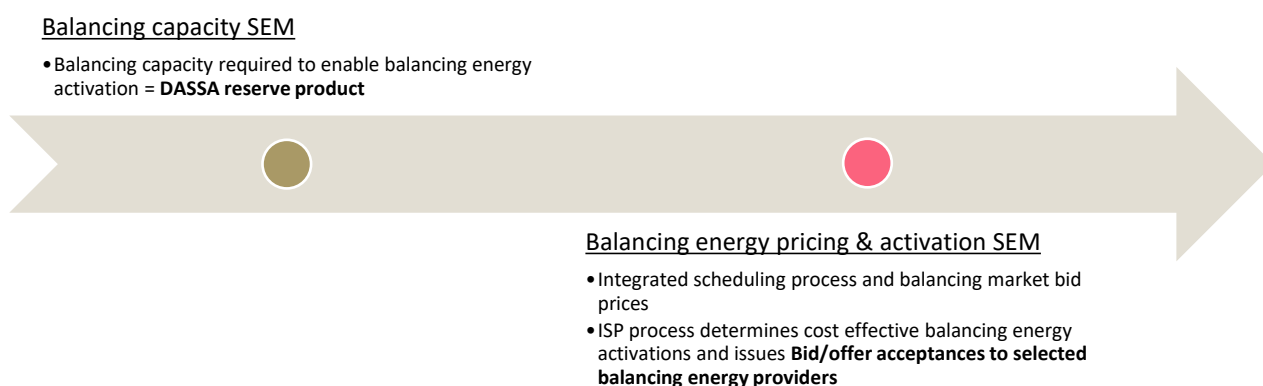 Balancing capacity SEM
•Balancing capacity required to enable balancing energy
activation = DASSA reserve product
Balancing energy pricing & activation SEM
•Integrated scheduling process and balancing market bid
prices
•ISP process determines cost effective balancing energy
activations and issues Bid/offer acceptances to selected
balancing energy providers